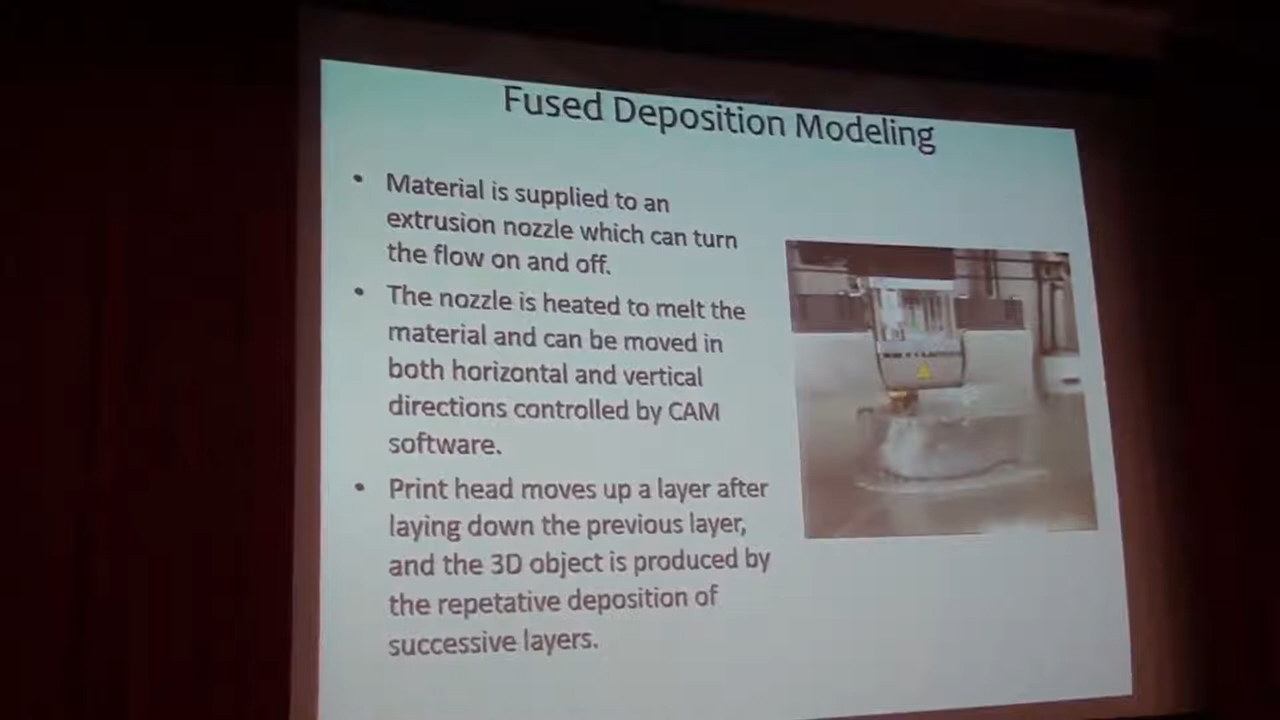 Fused Deposition Modeling
• Material is supplied to an
extrusion nozzle which can turn
the flow on and off.
• The nozzle is heated to melt the
material and can be moved in
both horizontal and vertical
directions controlled by CAM
software.
• Print head moves up a layer after
laying down the previous layer,
and the 3D object is produced by
the repetative deposition of
successive layers.